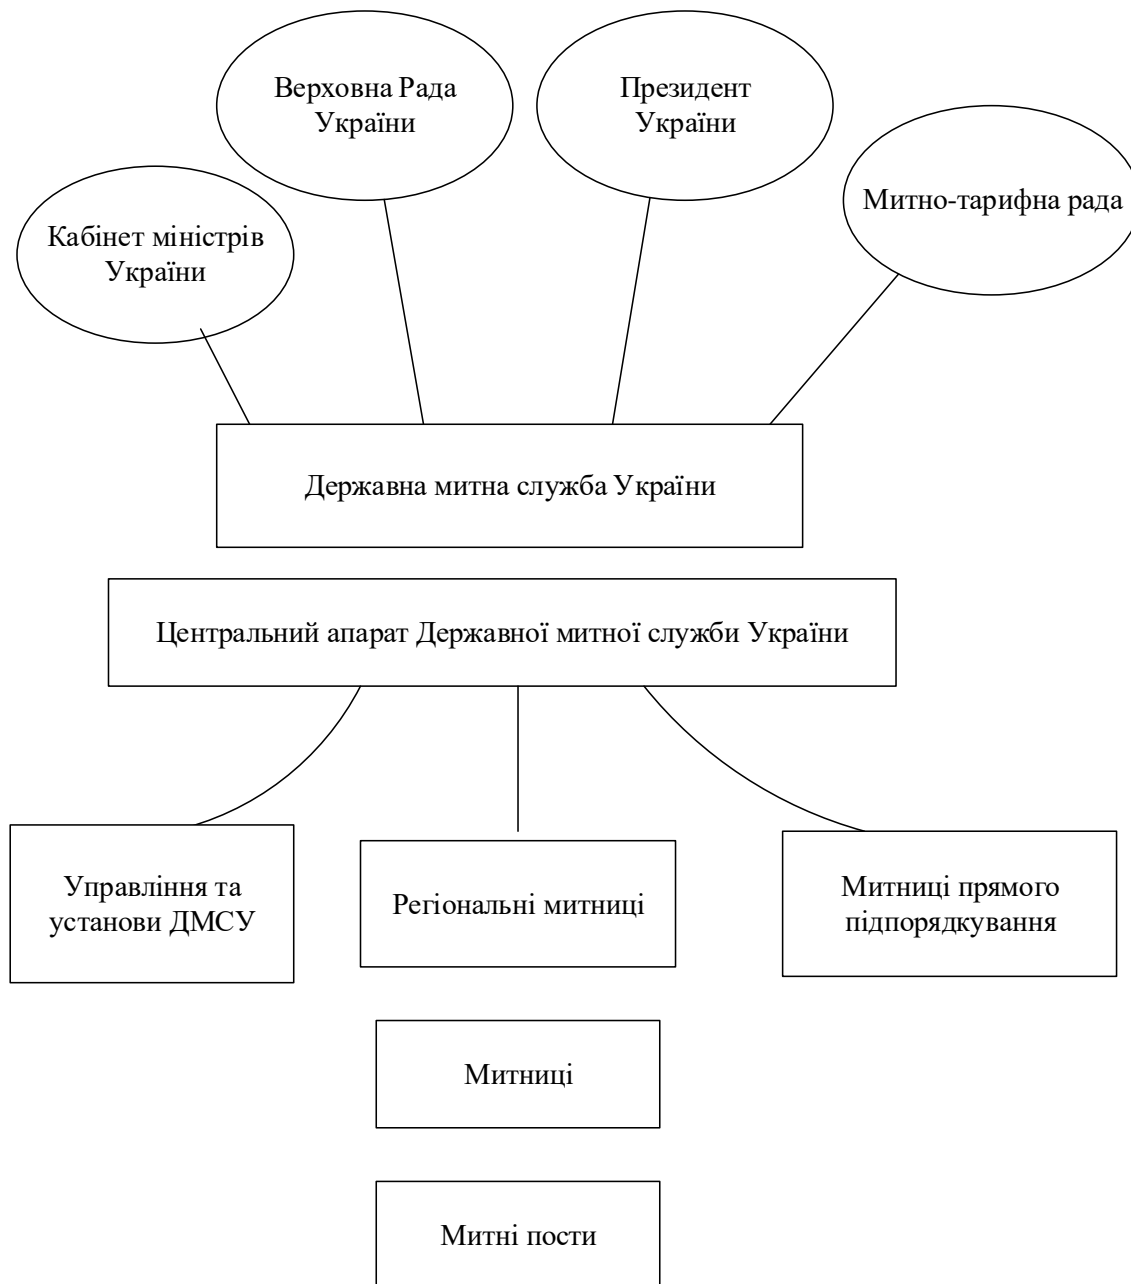 Верховна Рада
України
Президент
України
Митно-тарифна рада
Кабінет міністрів
України
Державна митна служба України
Центральний апарат Державної митної служби України
Управління та
установи ДМСУ
Регіональні митниці
Митниці прямого
підпорядкування
Митниці
Митні пости